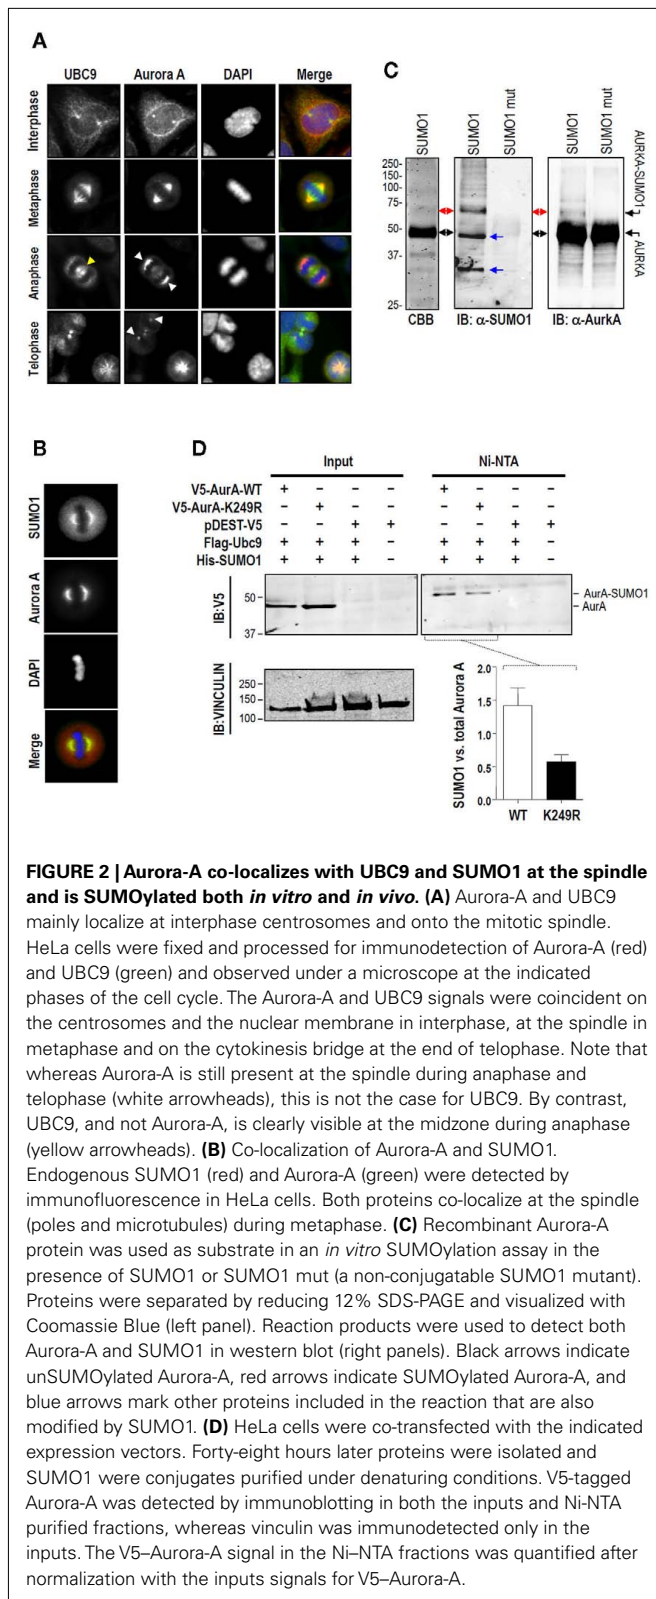 A
UBC9 Aurora A DAPI Merge
Interphase
Metaphase
Anaphase
Telophase
C
SUMO1
SUMO1
SUMO1 mut
SUMO1
SUMO1 mut
250-
150-
100-
75-
50-
37-
25-
AURKA-SUMO1
AURKA
CBB IB: α-SUMO1 IB: α-AurkA
B
SUMO1
Aurora A
DAPI
Merge
D
Input Ni-NTA
V5-AurA-WT + – – – + – – –
V5-AurA-K249R – + – – – + – –
pDEST-V5 – – + + – – + +
Flag-Ubc9 + + + – + + + –
His-SUMO1 + + + – + + + –
IB:V5
50 –
37 –
50 –
37 –
– AurA-SUMO1
– AurA
IB:VINCULIN
250 –
150 –
100 –
SUMO1 vs. total Aurora A
2.0
1.5
1.0
0.5
0.0
WT K249R
FIGURE 2 | Aurora-A co-localizes with UBC9 and SUMO1 at the spindle
and is SUMOylated both in vitro and in vivo. (A) Aurora-A and UBC9
mainly localize at interphase centrosomes and onto the mitotic spindle.
HeLa cells were fixed and processed for immunodetection of Aurora-A (red)
and UBC9 (green) and observed under a microscope at the indicated
phases of the cell cycle. The Aurora-A and UBC9 signals were coincident on
the centrosomes and the nuclear membrane in interphase, at the spindle in
metaphase and on the cytokinesis bridge at the end of telophase. Note that
whereas Aurora-A is still present at the spindle during anaphase and
telophase (white arrowheads), this is not the case for UBC9. By contrast,
UBC9, and not Aurora-A, is clearly visible at the midzone during anaphase
(yellow arrowheads). (B) Co-localization of Aurora-A and SUMO1.
Endogenous SUMO1 (red) and Aurora-A (green) were detected by
immunofluorescence in HeLa cells. Both proteins co-localize at the spindle
(poles and microtubules) during metaphase. (C) Recombinant Aurora-A
protein was used as substrate in an in vitro SUMOylation assay in the
presence of SUMO1 or SUMO1 mut (a non-conjugatable SUMO1 mutant).
Proteins were separated by reducing 12% SDS-PAGE and visualized with
Coomassie Blue (left panel). Reaction products were used to detect both
Aurora-A and SUMO1 in western blot (right panels). Black arrows indicate
unSUMOylated Aurora-A, red arrows indicate SUMOylated Aurora-A, and
blue arrows mark other proteins included in the reaction that are also
modified by SUMO1. (D) HeLa cells were co-transfected with the indicated
expression vectors. Forty-eight hours later proteins were isolated and
SUMO1 were conjugates purified under denaturing conditions. V5-tagged
Aurora-A was detected by immunoblotting in both the inputs and Ni-NTA
purified fractions, whereas vinculin was immunodetected only in the
inputs. The V5–Aurora-A signal in the Ni–NTA fractions was quantified after
normalization with the inputs signals for V5–Aurora-A.